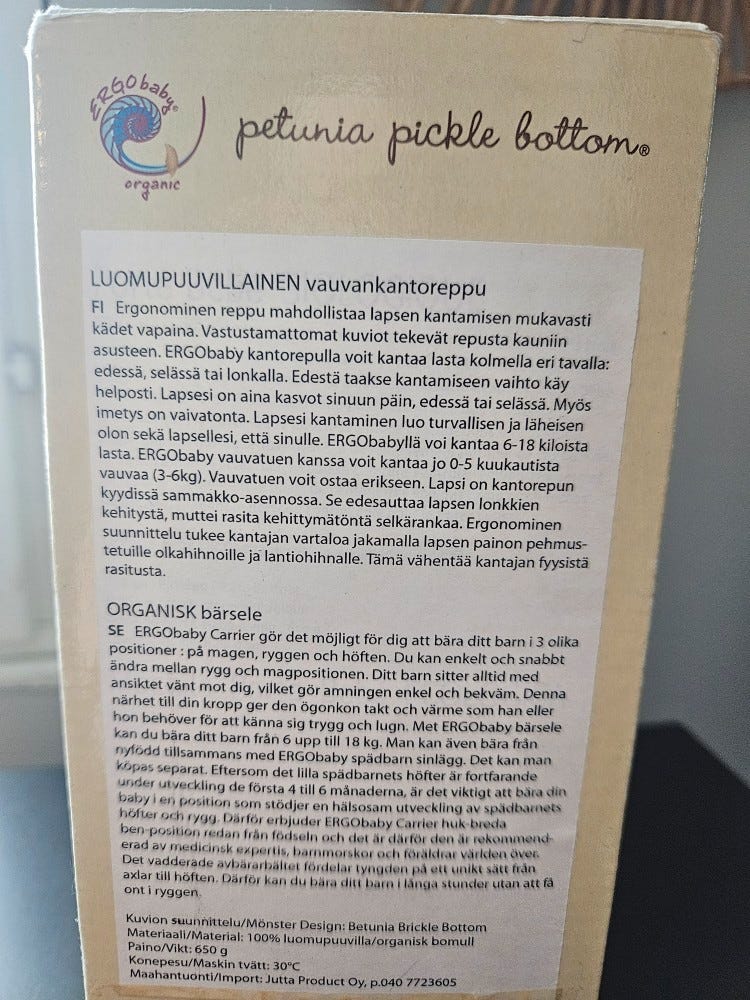 ERGObaby®
organic
petunia pickle bottom®
LUOMUPUUVILLAINEN vauvankantoreppu
FI Ergonominen reppu mahdollistaa lapsen kantamisen mukavasti
kädet vapaina. Vastustamattomat kuviot tekevät repusta kauniin
asusteen. ERGObaby kantorepulla voit kantaa lasta kolmella eri tavalla:
edessä, selässä tai lonkalla. Edestä taakse kantamiseen vaihto käy
helposti. Lapsesi on aina kasvot sinuun päin, edessä tai selässä. Myös
imetys on vaivatonta. Lapsesi kantaminen luo turvallisen ja läheisen
olon sekä lapsellesi, että sinulle. ERGObabyllä voi kantaa 6-18 kiloista
lasta. ERGObaby vauvatuen kanssa voit kantaa jo 0-5 kuukautista
vauvaa (3-6kg). Vauvatuen voit ostaa erikseen. Lapsi on kantorepun
kyydissä sammakko-asennossa. Se edesauttaa lapsen lonkkien
kehitystä, muttei rasita kehittymätöntä selkärankaa. Ergonominen
suunnittelu tukee kantajan vartaloa jakamalla lapsen painon pehmus-
tetuille olkahihnoille ja lantiohihnalle. Tämä vähentää kantajan fyysistä
rasitusta.
ORGANISK bärsele
SE ERGObaby Carrier gör det möjligt för dig att bära ditt barn i 3 olika
positioner : på magen, ryggen och höften. Du kan enkelt och snabbt
ändra mellan rygg och magpositionen. Ditt barn sitter alltid med
ansiktet vänt mot dig, vilket gör amningen enkel och bekväm. Denna
närhet till din kropp ger den ögonkon takt och värme som han eller
hon behöver för att känna sig trygg och lugn. Met ERGObaby bärsele
kan du bära ditt barn från 6 upp till 18 kg. Man kan även bära från
nyfödd tillsammans med ERGObaby spädbarn sinlägg. Det kan man
köpas separat. Eftersom det lilla spädbarnets höfter är fortfarande
under utveckling de första 4 till 6 månaderna, är det viktigt att bära din
baby i en position som stödjer en hälsosam utveckling av spädbarnets
höfter och rygg. Därför erbjuder ERGObaby Carrier huk-breda
ben-position redan från födseln och det är därför den är rekommend-
erad av medicinsk expertis, barnmorskor och föräldrar världen över.
Det vadderade avbärarbältet fördelar tyngden på ett unikt sätt från
axlar till höften. Därför kan du bära ditt barn i långa stunder utan att få
ont i ryggen.
Kuvion suunnittelu/Mönster Design: Betunia Brickle Bottom
Materiaali/Material: 100% luomupuuvilla/organisk bomull
Paino/Vikt: 650 g
Konepesu/Maskin tvätt: 30°C
Maahantuonti/Import: Jutta Product Oy, p.040 7723605